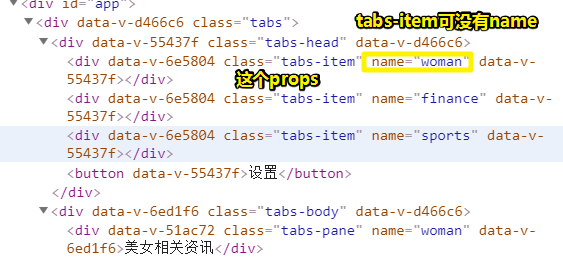 <div id="app">
▼<div data-v-d466c6 class="tabs">
tabs-item可没有name
▼<div data-v-55437f class="tabs-head" data-v-d466c6>
<div data-v-6e5804 class="tabs-item" name="woman" data-v-
55437f></div>
这个props
<div data-v-6e5804 class="tabs-item" name="finance" data-v-
55437f></div>
<div data-v-6e5804 class="tabs-item" name="sports" data-v-
55437f></div>
<button data-v-55437f>设置</button>
</div>
▼<div data-v-6ed1f6 class="tabs-body" data-v-d466c6>
<div data-v-51ac72 class="tabs-pane" name="woman" data-v-
6ed1f6>美女相关资讯</div>